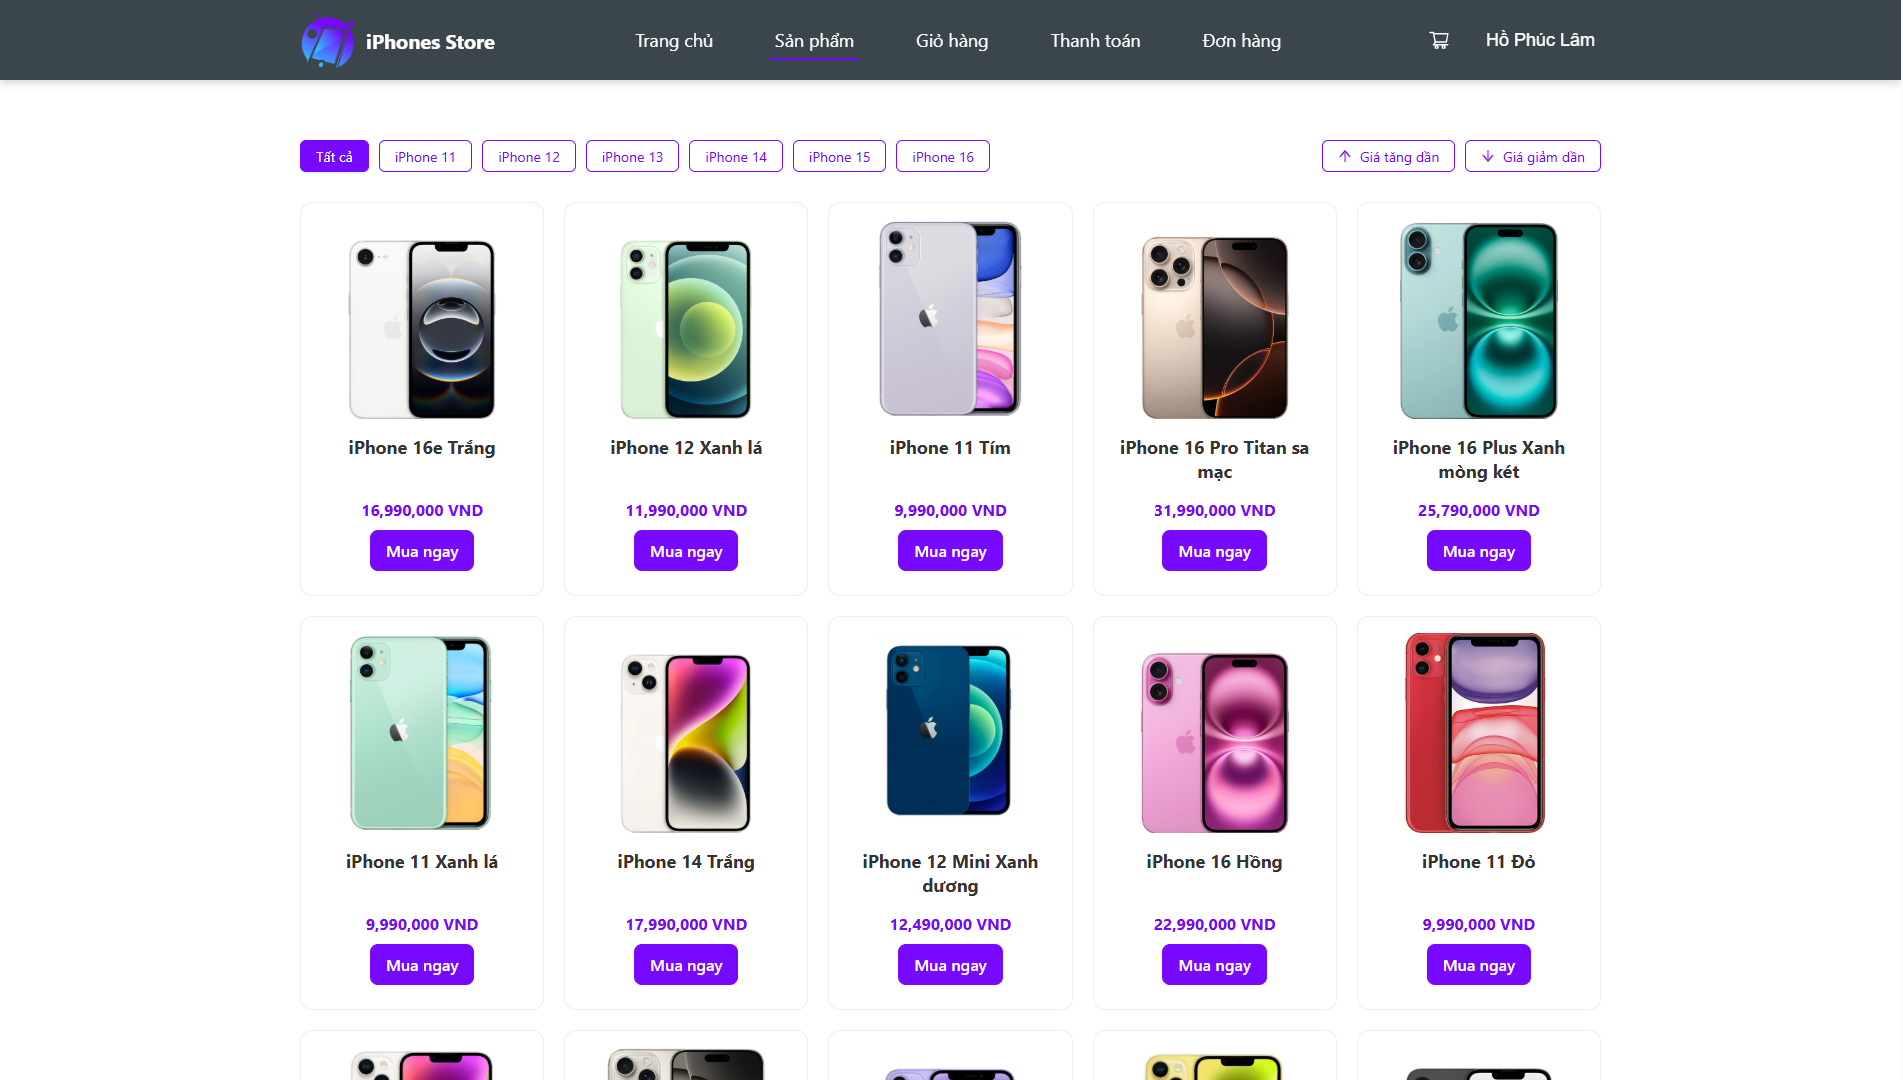 iPhones Store
Trang chủ
Sản phẩm
Giỏ hàng
Thanh toán
Đơn hàng
Hồ Phúc Lâm
Tất cả
iPhone 11
iPhone 12
iPhone 13
iPhone 14
iPhone 15
iPhone 16
Giá tăng dần
Giá giảm dần
iPhone 16e Trắng
16,990,000 VND
Mua ngay
iPhone 12 Xanh lá
11,990,000 VND
Mua ngay
iPhone 11 Tím
9,990,000 VND
Mua ngay
iPhone 16 Pro Titan sa
mạc
31,990,000 VND
Mua ngay
iPhone 16 Plus Xanh
mòng két
25,790,000 VND
Mua ngay
iPhone 11 Xanh lá
9,990,000 VND
Mua ngay
iPhone 14 Trắng
17,990,000 VND
Mua ngay
iPhone 12 Mini Xanh
dương
12,490,000 VND
Mua ngay
iPhone 16 Hồng
22,990,000 VND
Mua ngay
iPhone 11 Đỏ
9,990,000 VND
Mua ngay